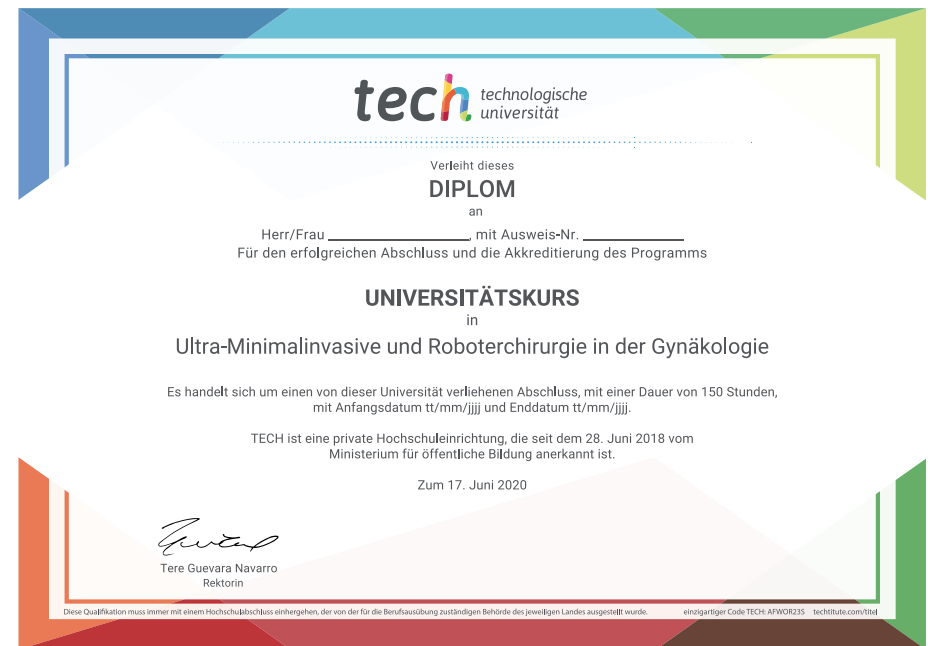 tech technologische
universität
Verleiht dieses
DIPLOM
an
Herr/Frau ____________________, mit Ausweis-Nr. ______________
Für den erfolgreichen Abschluss und die Akkreditierung des Programms
UNIVERSITÄTSKURS
in
Ultra-Minimalinvasive und Roboterchirurgie in der Gynäkologie
Es handelt sich um einen von dieser Universität verliehenen Abschluss, mit einer Dauer von 150 Stunden,
mit Anfangsdatum tt/mm/jjjj und Enddatum tt/mm/jjjj.
TECH ist eine private Hochschuleinrichtung, die seit dem 28. Juni 2018 vom
Ministerium für öffentliche Bildung anerkannt ist.
Zum 17. Juni 2020
Tere Guevara Navarro
Rektorin
Diese Qualifikation muss immer mit einem Hochschulabschluss einhergehen, der von der für die Berufsausübung zuständigen Behörde des jeweiligen Landes ausgestellt wurde. einzigartiger Code TECH: AFWOR23S techtitute.com/titel